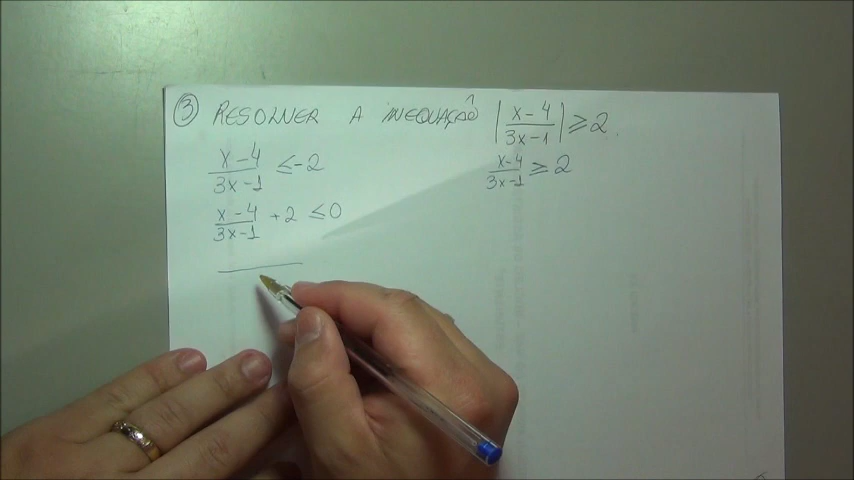 ③ RESOLVER A INEQUAÇÃO |x-4/3x-1| ≥ 2.
x-4/3x-1 ≤ -2
x-4/3x-1 ≥ 2
x-4/3x-1 + 2 ≤ 0